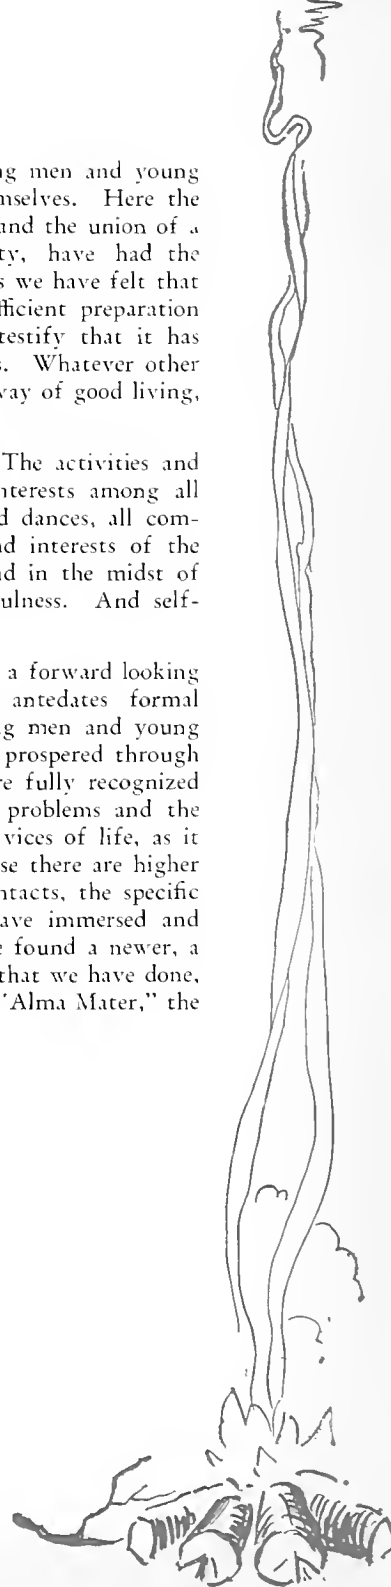 ng men and young
mselves. Here the
and the union of a
ty, have had the
s we have felt that
fficient preparation
testify that it has
s. Whatever other
vay of good living,
The activities and
nterests among all
d dances, all com-
nd interests of the
nd in the midst of
ulness. And self-
a forward looking
antedates formal
ng men and young
prospered through
re fully recognized
problems and the
vices of life, as it
se there are higher
ntacts, the specific
ave immersed and
e found a newer, a
that we have done,
'Alma Mater," the